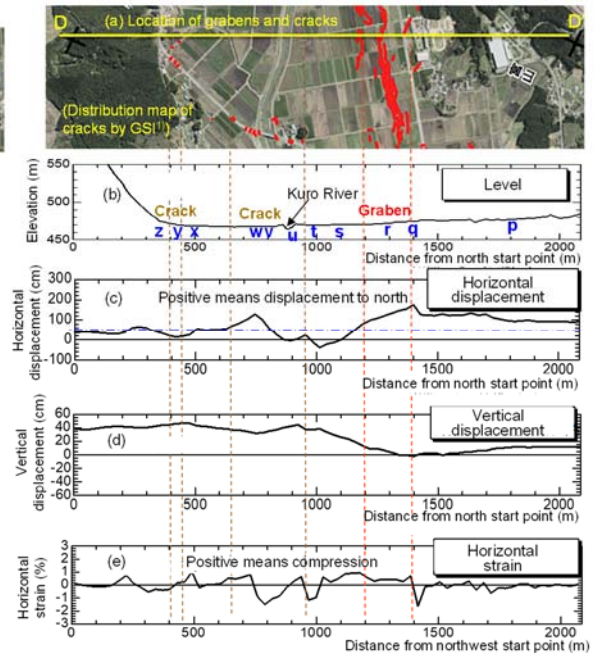 D
(a) Location of grabens and cracks
D'
(Distribution map of
cracks by GSI¹⁾)
Elevation (m)
550
500
450
(b)
Level
Kuro River
Crack
Crack
Graben
z y x w v u t s r q p
0 500 1000 1500 2000
Distance from north start point (m)
Horizontal
displacement (cm)
300
200
100
0
-100
(c)
Positive means displacement to north
Horizontal
displacement
0 500 1000 1500 2000
Distance from north start point (m)
Vertical
displacement (cm)
60
40
20
0
-20
-40
-60
(d)
Vertical
displacement
0 500 1000 1500 2000
Distance from north start point (m)
Horizontal
strain (%)
3
2
1
0
-1
-2
-3
(e)
Positive means compression
Horizontal
strain
0 500 1000 1500 2000
Distance from northwest start point (m)